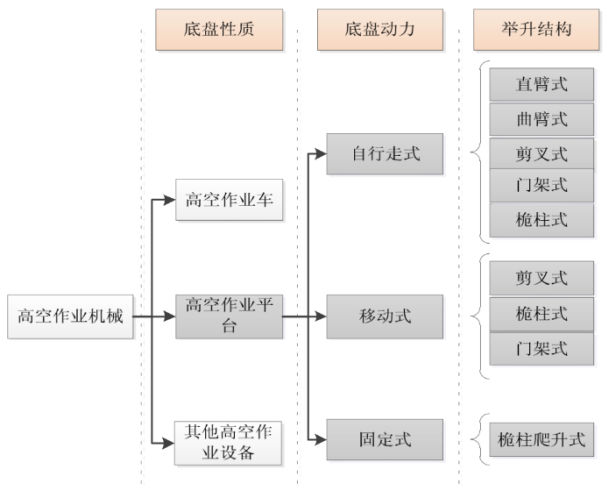 底盘性质
底盘动力
举升结构
直臂式
曲臂式
自行走式
剪叉式
门架式
高空作业车
桅柱式
剪叉式
高空作业机械
高空作业平
台
移动式
桅柱式
门架式
其他高空作
业设备
固定式
桅柱爬升式